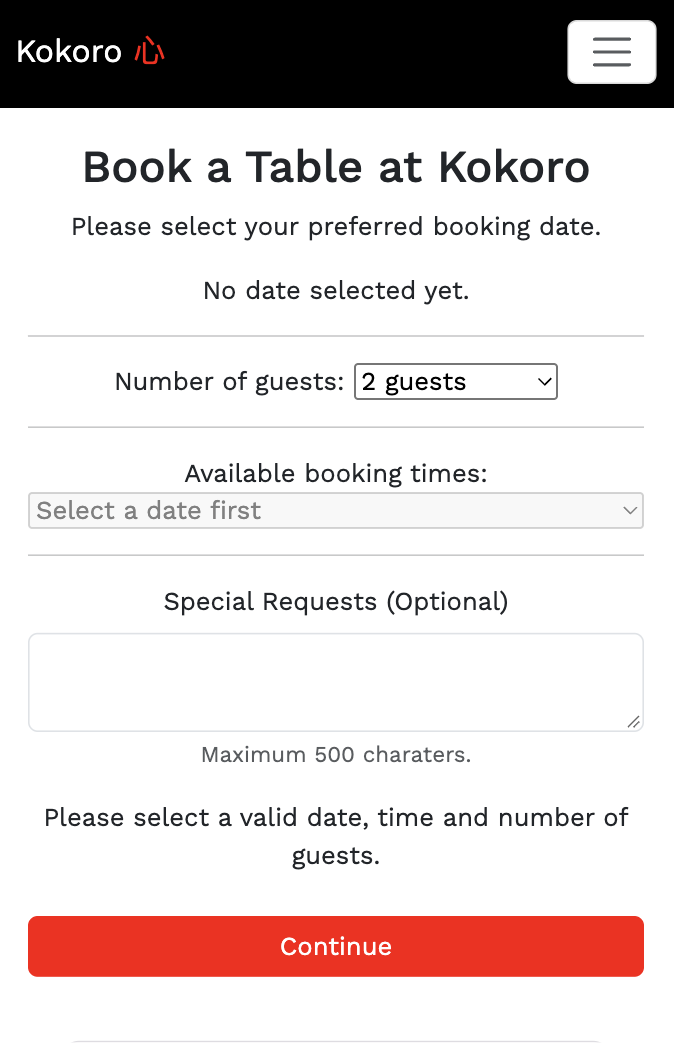 Kokoro 心
Book a Table at Kokoro
Please select your preferred booking date.
No date selected yet.
Number of guests: 2 guests
Available booking times:
Select a date first
Special Requests (Optional)
Maximum 500 charaters.
Please select a valid date, time and number of
guests.
Continue